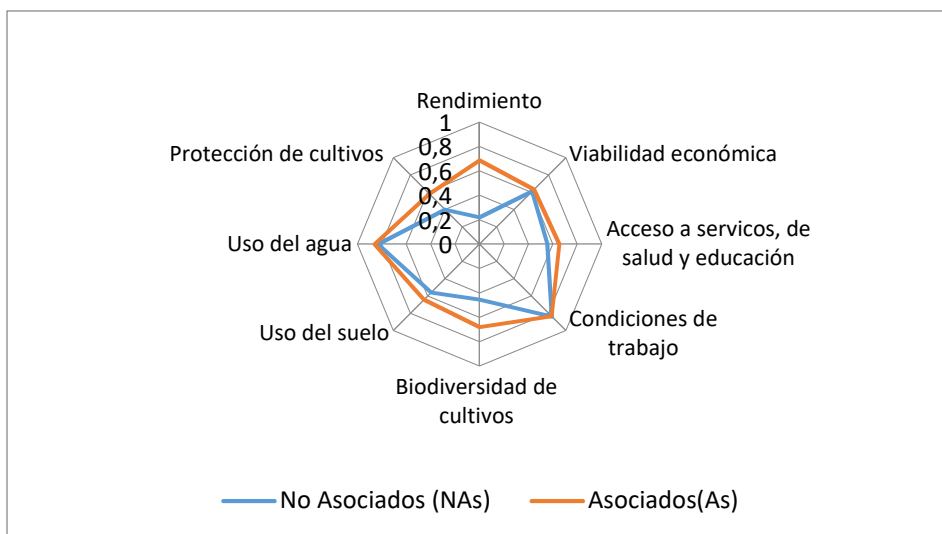 Rendimiento
1
0,8
0,6
0,4
0,2
0
Viabilidad económica
Acceso a servicos, de
salud y educación
Condiciones de
trabajo
Biodiversidad de
cultivos
Uso del suelo
Uso del agua
Protección de cultivos
No Asociados (NAs)
Asociados(As)